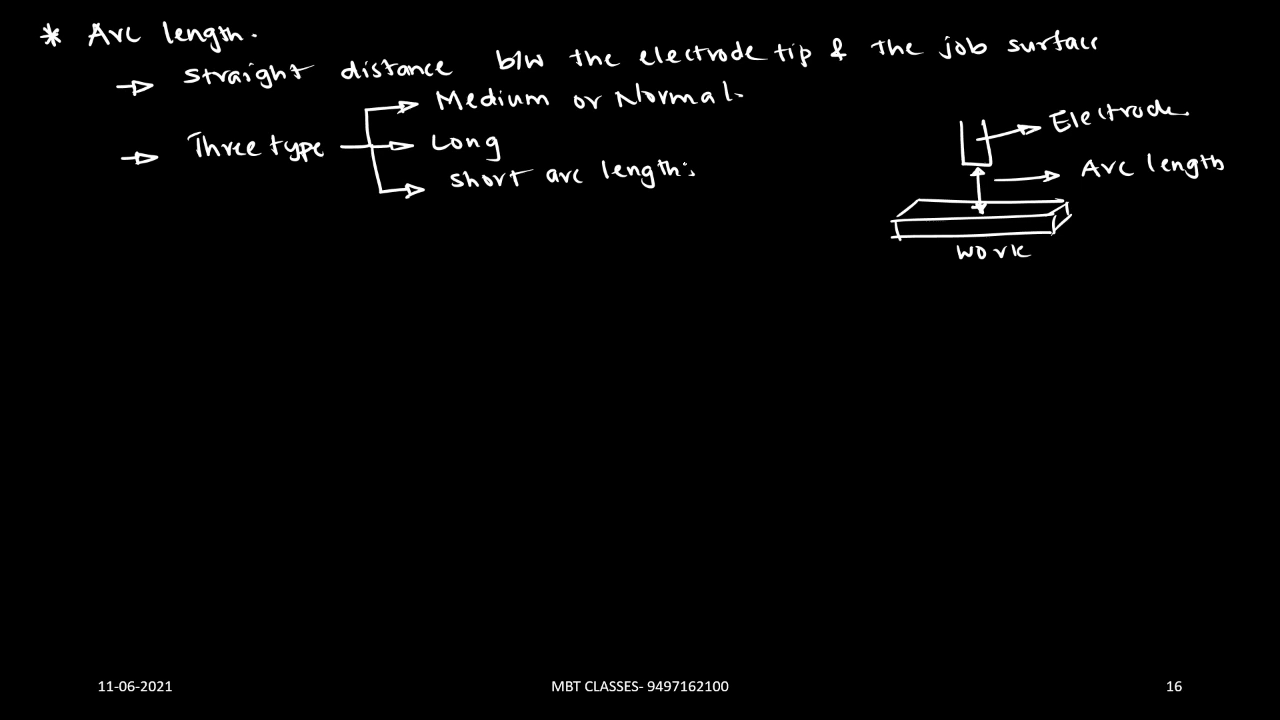 * Arc length.
→ Straight distance b/w the electrode tip & the job surface
→ Three type
Medium or Normal.
Long
Short arc length.
Electrode
Arc length
Work
11-06-2021
MBT CLASSES- 9497162100
16